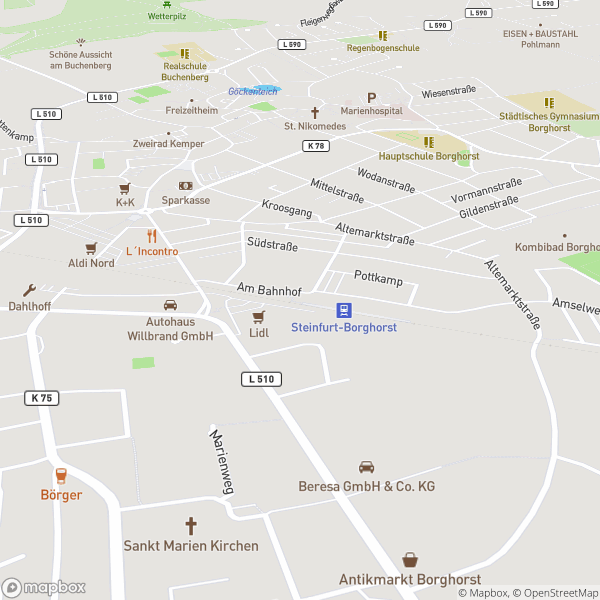 Wetterpilz
Fleigenweg
L 590
L 590
L 590
EISEN + BAUSTAHL
Pohlmann
Schöne Aussicht
am Buchenberg
Realschule
Buchenberg
Regenbogenschule
Göckenteich
L 510
Freizeitheim
Wiesenstraße
Marienhospital
St. Nikomedes
Städtisches Gymnasium
Borghorst
L 510
ttenkamp
Zweirad Kemper
K 78
Hauptschule Borghorst
L 510
Wodanstraße
Mittelstraße
Vormannstraße
Gildenstraße
K+K
Sparkasse
Kroosgang
L 510
Altemarktstraße
L´Incontro
Südstraße
Kombibad Borgho
Aldi Nord
Pottkamp
Altemarktstraße
Am Bahnhof
Dahlhoff
Amselwe
Autohaus
Willbrand GmbH
Lidl
Steinfurt-Borghorst
L 510
K 75
Marienweg
Börger
Beresa GmbH & Co. KG
Sankt Marien Kirchen
Antikmarkt Borghorst
mapbox
© Mapbox, © OpenStreetMap